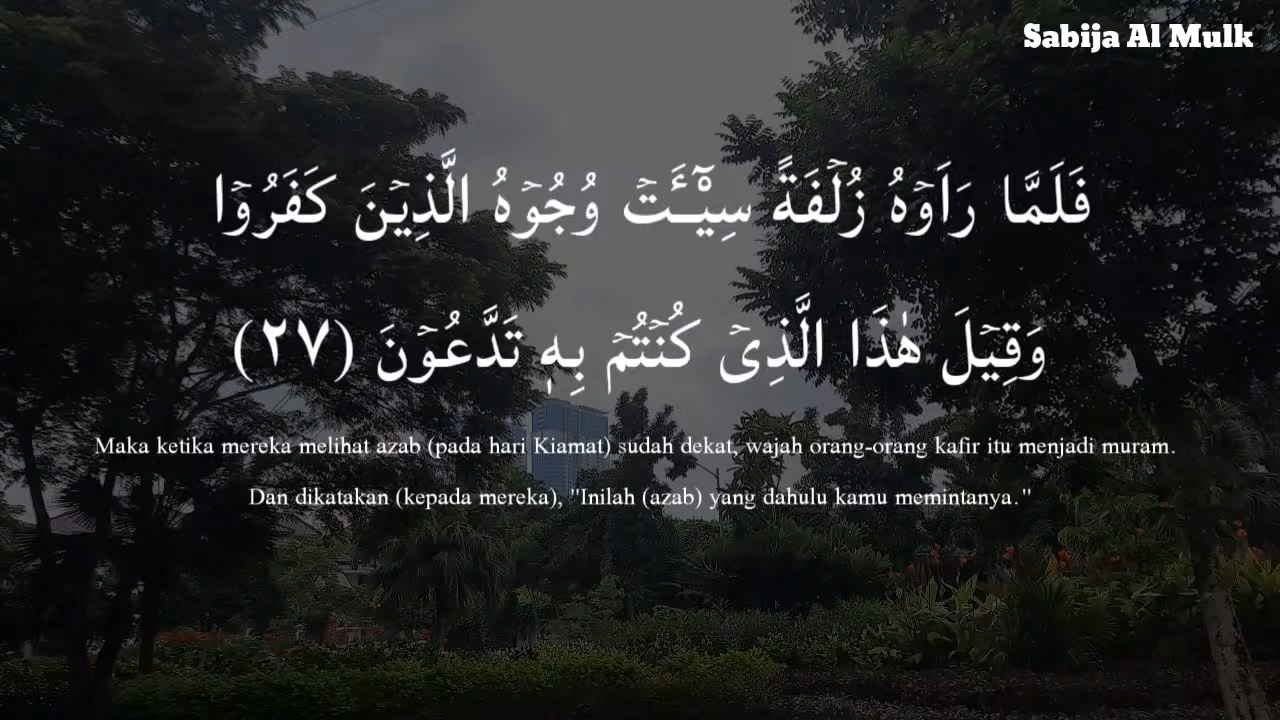 Sabija Al Mulk
فَلَمَّا رَاَوْهُ زُلْفَةً سِيْۤـَٔتْ وُجُوْهُ الَّذِيْنَ كَفَرُوْا
وَقِيْلَ هٰذَا الَّذِيْ كُنْتُمْ بِهٖ تَدَّعُوْنَ (٢٧)
Maka ketika mereka melihat azab (pada hari Kiamat) sudah dekat, wajah orang-orang kafir itu menjadi muram.
Dan dikatakan (kepada mereka), "Inilah (azab) yang dahulu kamu memintanya."